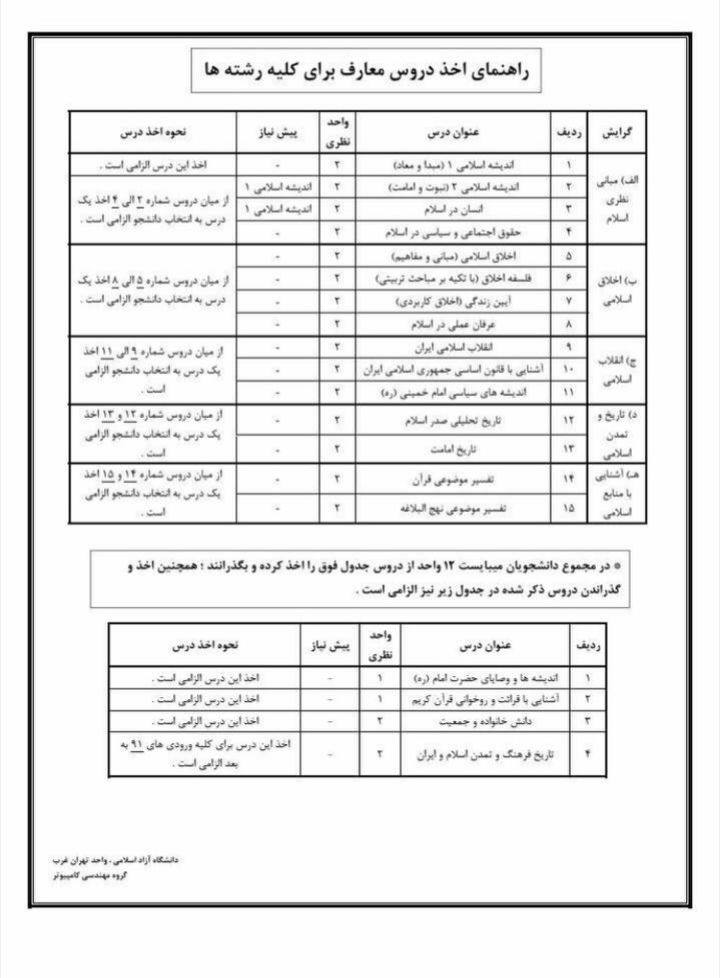 راهنمای اخذ دروس معارف برای کلیه رشته ها
گرایش ردیف عنوان درس واحد نظری پیش نیاز نحوه اخذ درس
الف) مبانی نظری اسلام
۱ اندیشه اسلامی ۱ (مبدا و معاد) ۲ - اخذ این درس الزامی است .
۲ اندیشه اسلامی ۲ (نبوت و امامت) ۲ اندیشه اسلامی ۱
۳ انسان در اسلام ۲ اندیشه اسلامی ۱
۴ حقوق اجتماعی و سیاسی در اسلام ۲ -
از میان دروس شماره ۲ الی ۴ اخذ یک
درس به انتخاب دانشجو الزامی است .
ب) اخلاق اسلامی
۵ اخلاق اسلامی (مبانی و مفاهیم) ۲ -
۶ فلسفه اخلاق (با تکیه بر مباحث تربیتی) ۲ -
۷ آیین زندگی (اخلاق کاربردی) ۲ -
۸ عرفان عملی در اسلام ۲ -
از میان دروس شماره ۵ الی ۸ اخذ یک
درس به انتخاب دانشجو الزامی است .
ج) انقلاب اسلامی
۹ انقلاب اسلامی ایران ۲ -
۱۰ آشنایی با قانون اساسی جمهوری اسلامی ایران ۲ -
۱۱ اندیشه های سیاسی امام خمینی (ره) ۲ -
از میان دروس شماره ۹ الی ۱۱ اخذ
یک درس به انتخاب دانشجو الزامی
است .
د) تاریخ و تمدن اسلامی
۱۲ تاریخ تحلیلی صدر اسلام ۲ -
۱۳ تاریخ امامت ۲ -
از میان دروس شماره ۱۲ و ۱۳ اخذ
یک درس به انتخاب دانشجو الزامی
است .
هـ) آشنایی با منابع اسلامی
۱۴ تفسیر موضوعی قرآن ۲ -
۱۵ تفسیر موضوعی نهج البلاغه ۲ -
از میان دروس شماره ۱۴ و ۱۵ اخذ
یک درس به انتخاب دانشجو الزامی
است .
* در مجموع دانشجویان میبایست ۱۲ واحد از دروس جدول فوق را اخذ کرده و بگذرانند ؛ همچنین اخذ و
گذراندن دروس ذکر شده در جدول زیر نیز الزامی است .
ردیف عنوان درس واحد نظری پیش نیاز نحوه اخذ درس
۱ اندیشه ها و وصایای حضرت امام (ره) ۱ - اخذ این درس الزامی است .
۲ آشنایی با قرائت و روخوانی قرآن کریم ۱ - اخذ این درس الزامی است .
۳ دانش خانواده و جمعیت ۲ - اخذ این درس الزامی است .
۴ تاریخ فرهنگ و تمدن اسلام و ایران ۲ - اخذ این درس برای کلیه ورودی های ۹۱ به
بعد الزامی است .
دانشگاه آزاد اسلامی . واحد تهران غرب
گروه مهندسی کامپیوتر